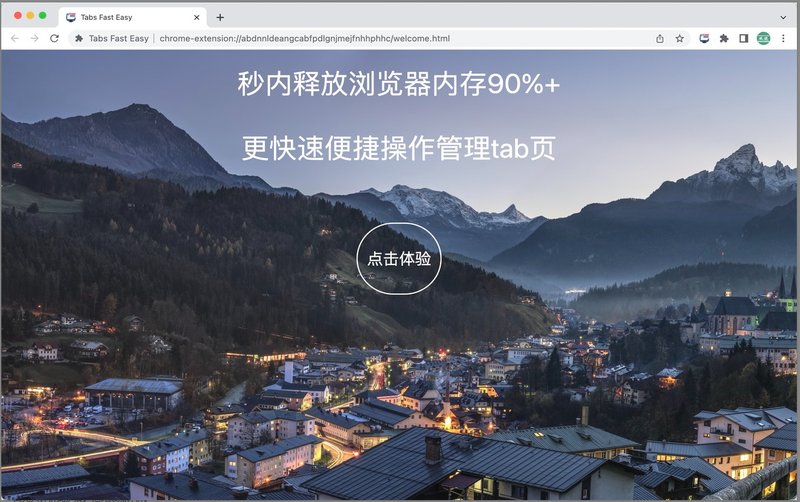 Tabs Fast Easy
Tabs Fast Easy | chrome-extension://abdnnldeangcabfpdlgnjmejfnhhphhc/welcome.html
秒内释放浏览器内存90%+
更快速便捷操作管理tab页
点击体验